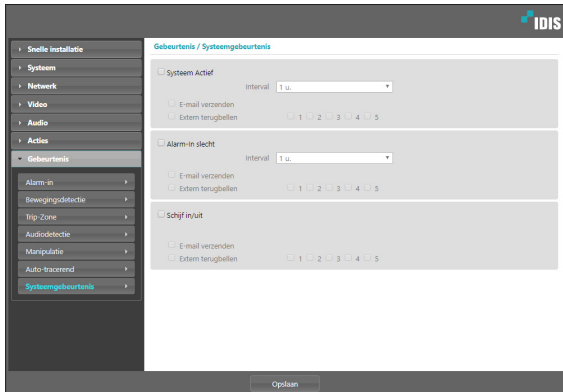 IDIS
Snelle installatie
Systeem
Netwerk
Video
Audio
Acties
Gebeurtenis
Alarm-in
Bewegingsdetectie
Trip-Zone
Audiodetectie
Manipulatie
Auto-tracerend
Systeemgebeurtenis
Gebeurtenis / Systeemgebeurtenis
Systeem Actief
Interval 1 u.
E-mail verzenden
Extern terugbellen 1 2 3 4 5
Alarm-In slecht
Interval 1 u.
E-mail verzenden
Extern terugbellen 1 2 3 4 5
Schijf in/uit
E-mail verzenden
Extern terugbellen 1 2 3 4 5
Opslaan